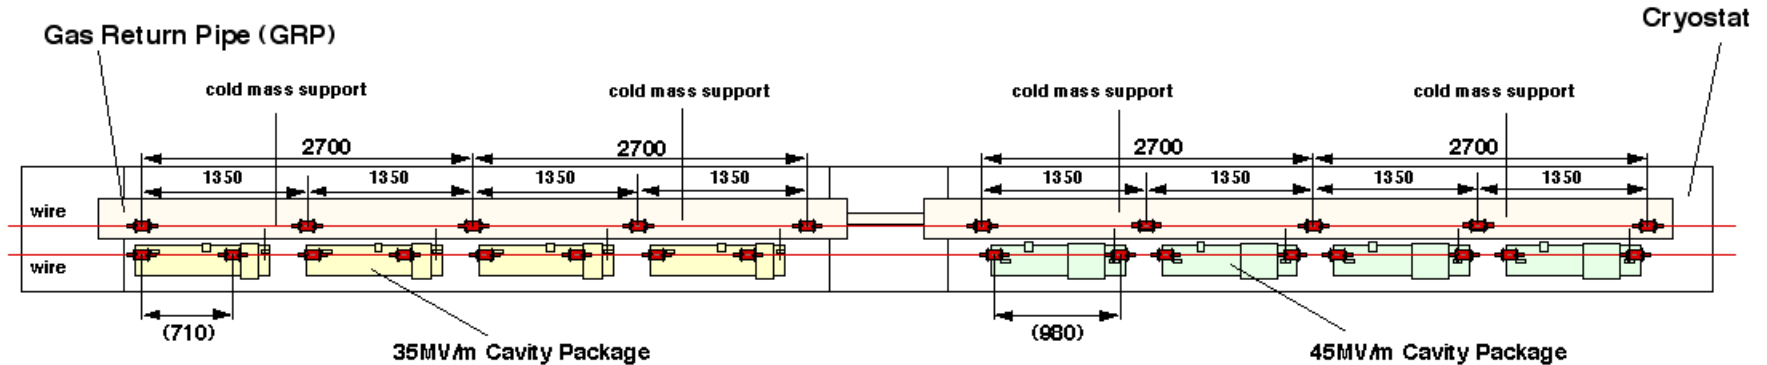 Cryostat
Gas Return Pipe (GRP)
cold mass support
cold mass support
cold mass support
cold mass support
2700
2700
2700
2700
1350
1350
1350
1350
1350
1350
1350
1350
wire
wire
(710)
(980)
35MV/m Cavity Package
45MV/m Cavity Package